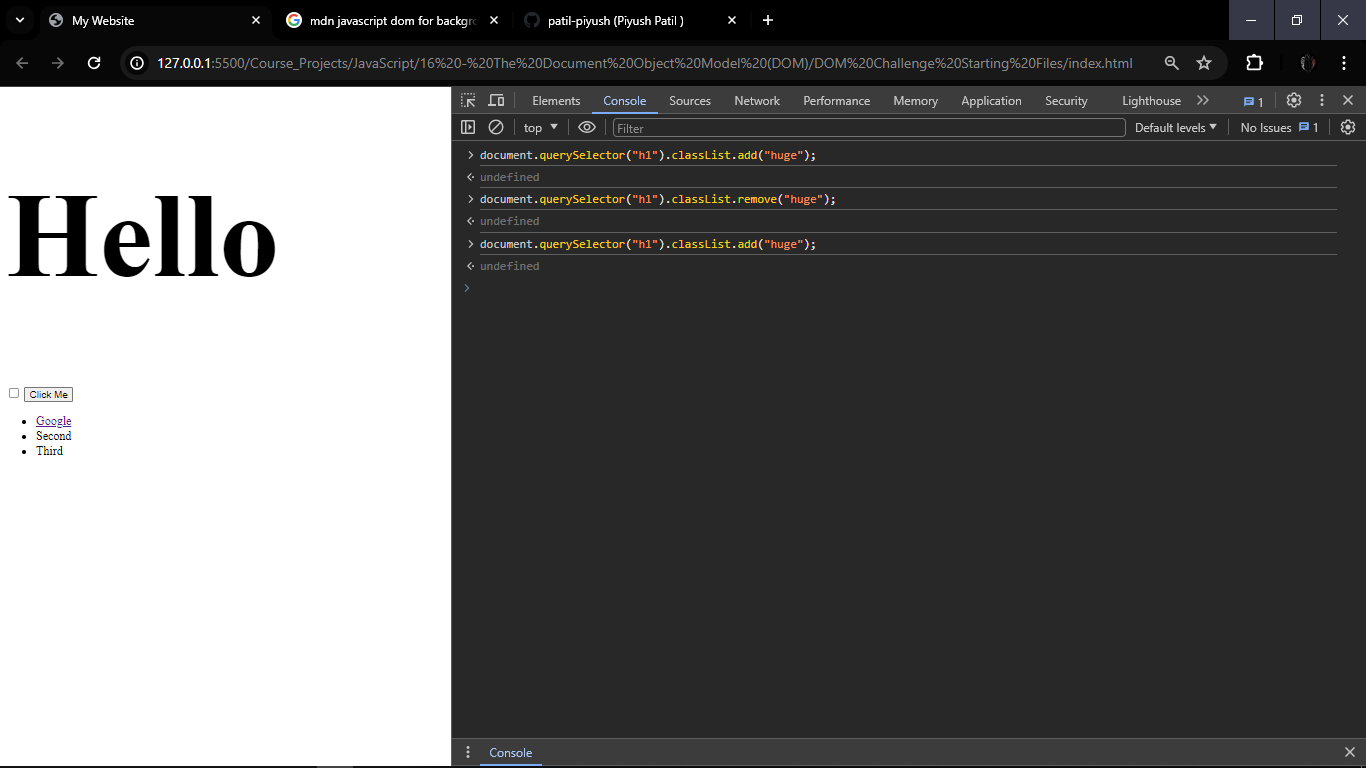 My Website
mdn javascript dom for backgro
patil-piyush (Piyush Patil )
127.0.0.1:5500/Course_Projects/JavaScript/16%20-%20The%20Document%20Object%20Model%20(DOM)/DOM%20Challenge%20Starting%20Files/index.html
Elements Console Sources Network Performance Memory Application Security Lighthouse 1
top Filter Default levels No Issues 1
document.querySelector("h1").classList.add("huge");
undefined
document.querySelector("h1").classList.remove("huge");
undefined
document.querySelector("h1").classList.add("huge");
undefined
Hello
Click Me
Google
Second
Third
Console